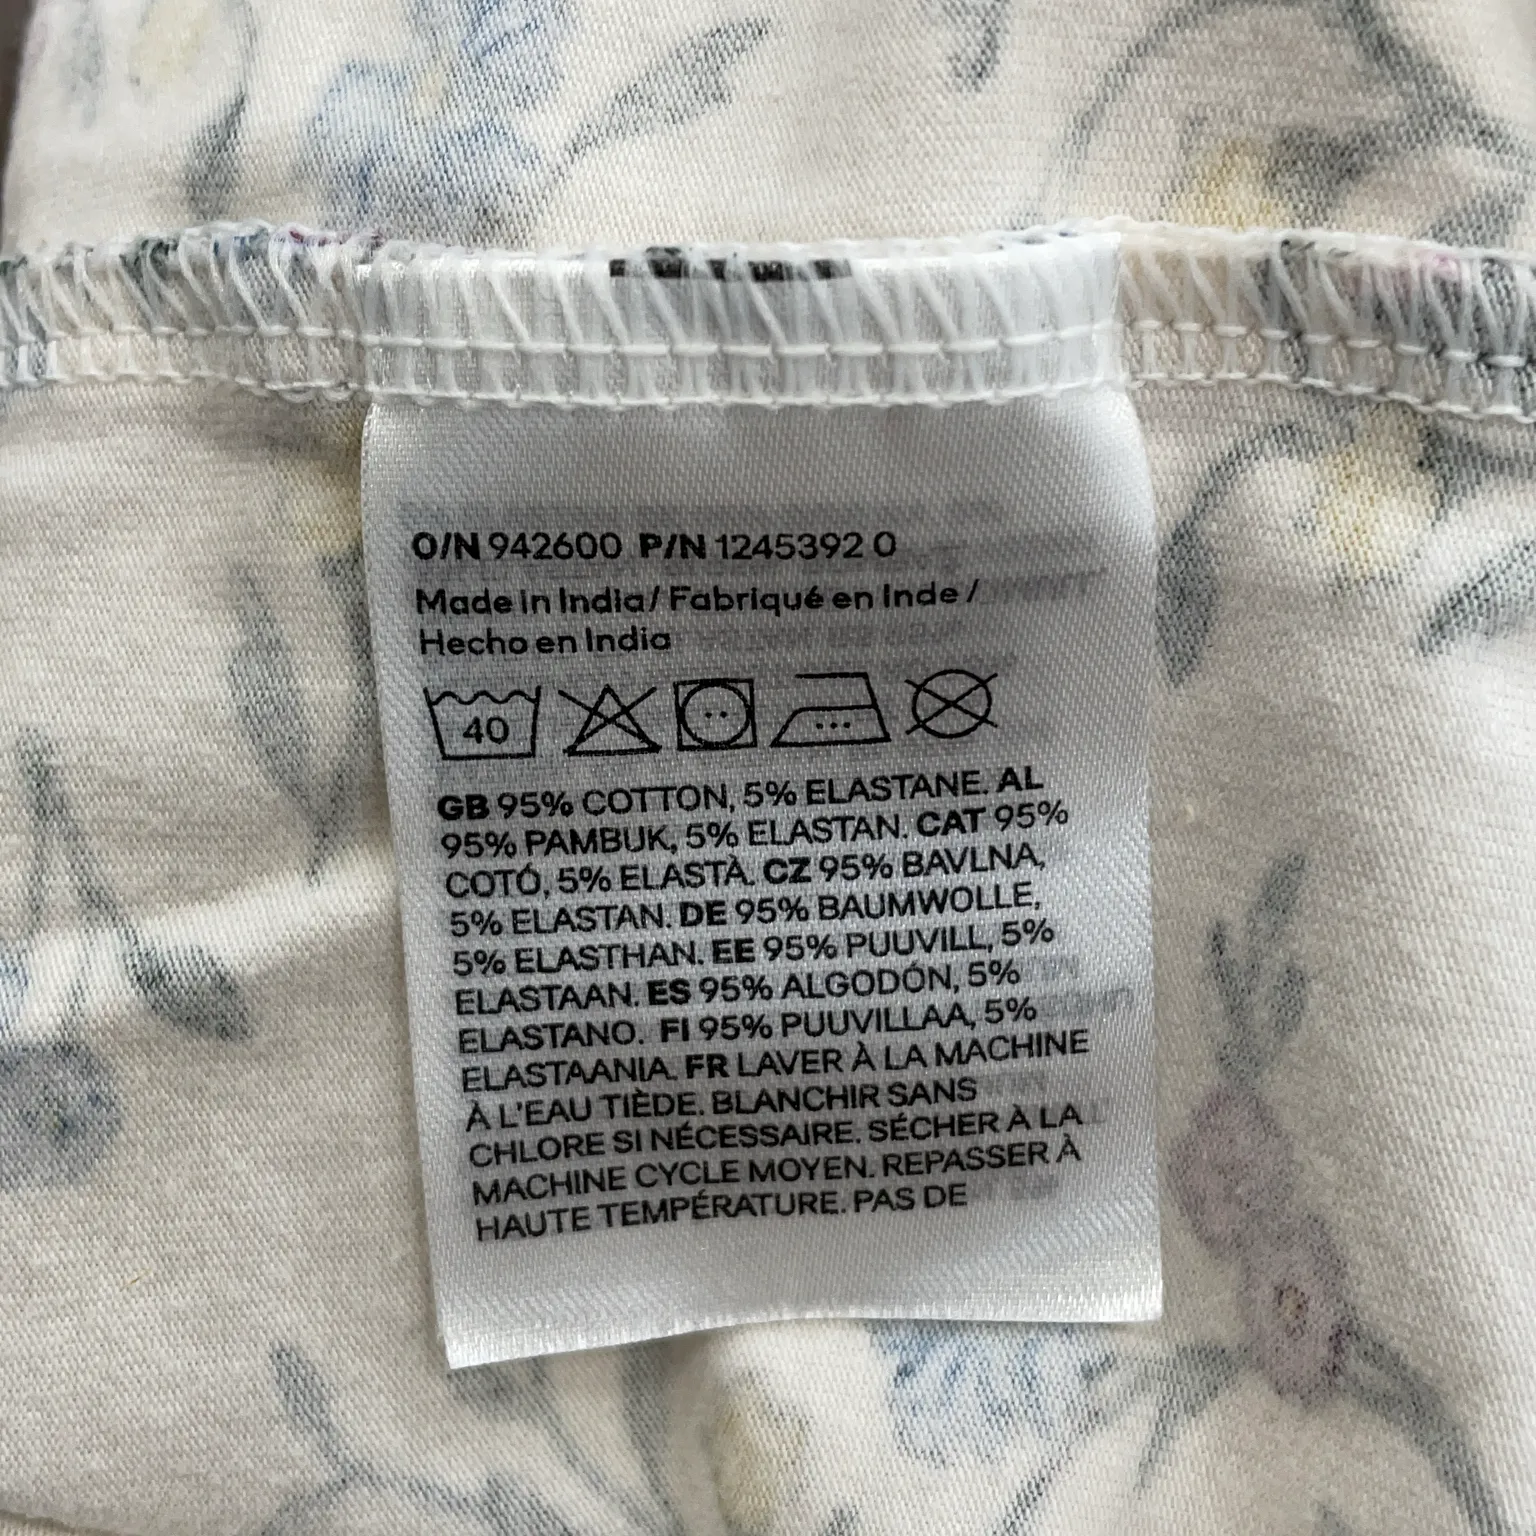 O/N 942600 P/N 1245392 0
Made in India/ Fabriqué en Inde /
Hecho en India
40
GB 95% COTTON, 5% ELASTANE. AL
95% PAMBUK, 5% ELASTAN. CAT 95%
COTÓ, 5% ELASTÀ. CZ 95% BAVLNA,
5% ELASTAN. DE 95% BAUMWOLLE,
5% ELASTHAN. EE 95% PUUVILL, 5%
ELASTAAN. ES 95% ALGODÓN, 5%
ELASTANO. FI 95% PUUVILLAA, 5%
ELASTAANIA. FR LAVER À LA MACHINE
À L'EAU TIÈDE. BLANCHIR SANS
CHLORE SI NÉCESSAIRE. SÉCHER À LA
MACHINE CYCLE MOYEN. REPASSER À
HAUTE TEMPÉRATURE. PAS DE